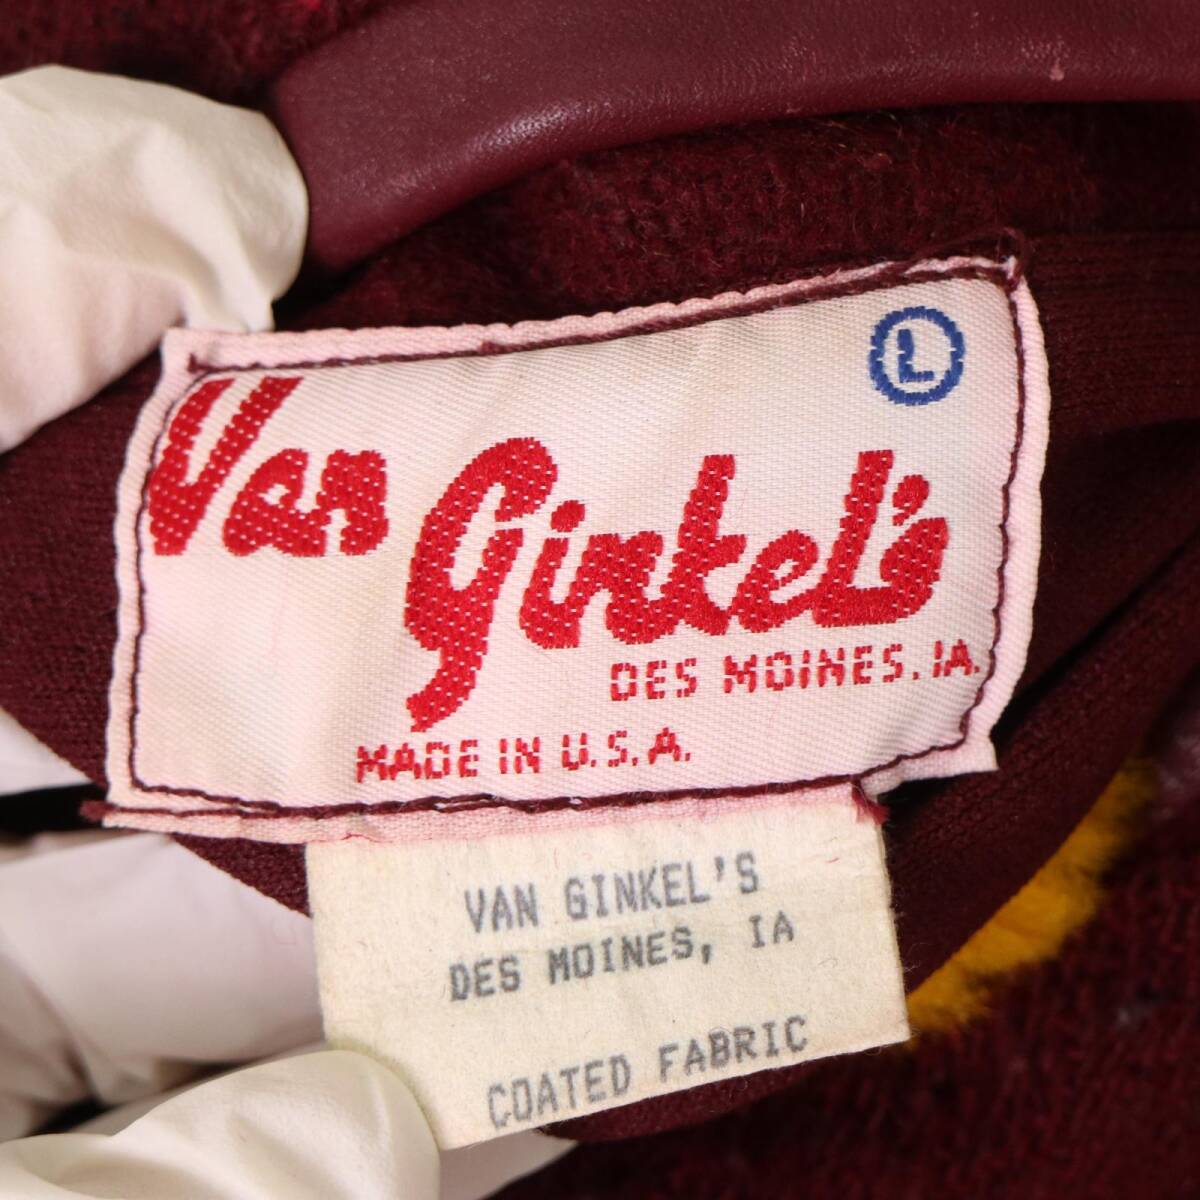 L
Van Ginkel's
DES MOINES, IA.
MADE IN U.S.A.
VAN GINKEL'S
DES MOINES, IA
COATED FABRIC